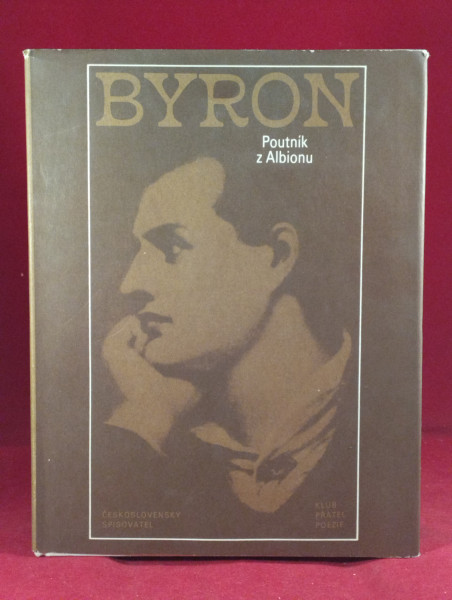 BYRON
Poutník
z Albionu
ČESKOSLOVENSKÝ
SPISOVATEL
KLUB
PŘÁTEL
POEZIE